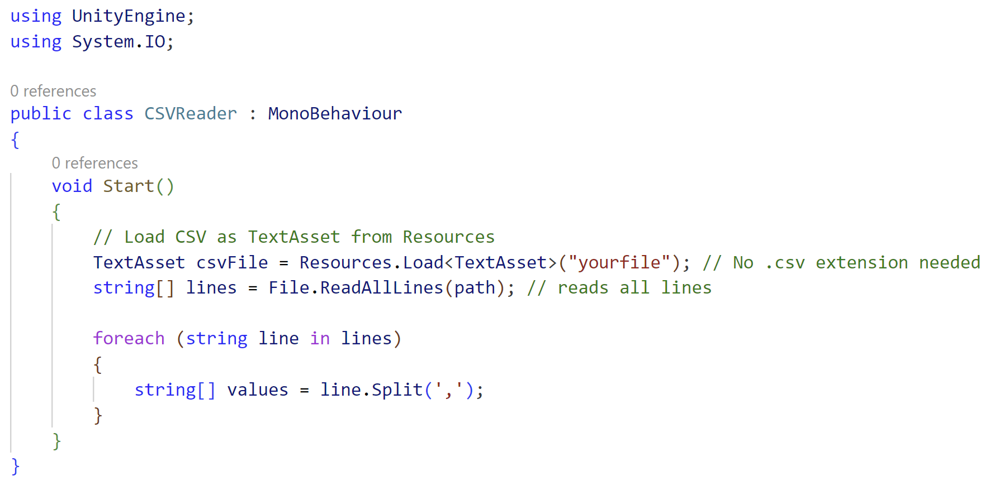 using UnityEngine;
using System.IO;
0 references
public class CSVReader : MonoBehaviour
{
0 references
void Start()
{
// Load CSV as TextAsset from Resources
TextAsset csvFile = Resources.Load<TextAsset>("yourfile"); // No .csv extension needed
string[] lines = File.ReadAllLines(path); // reads all lines
foreach (string line in lines)
{
string[] values = line.Split(',');
}
}
}